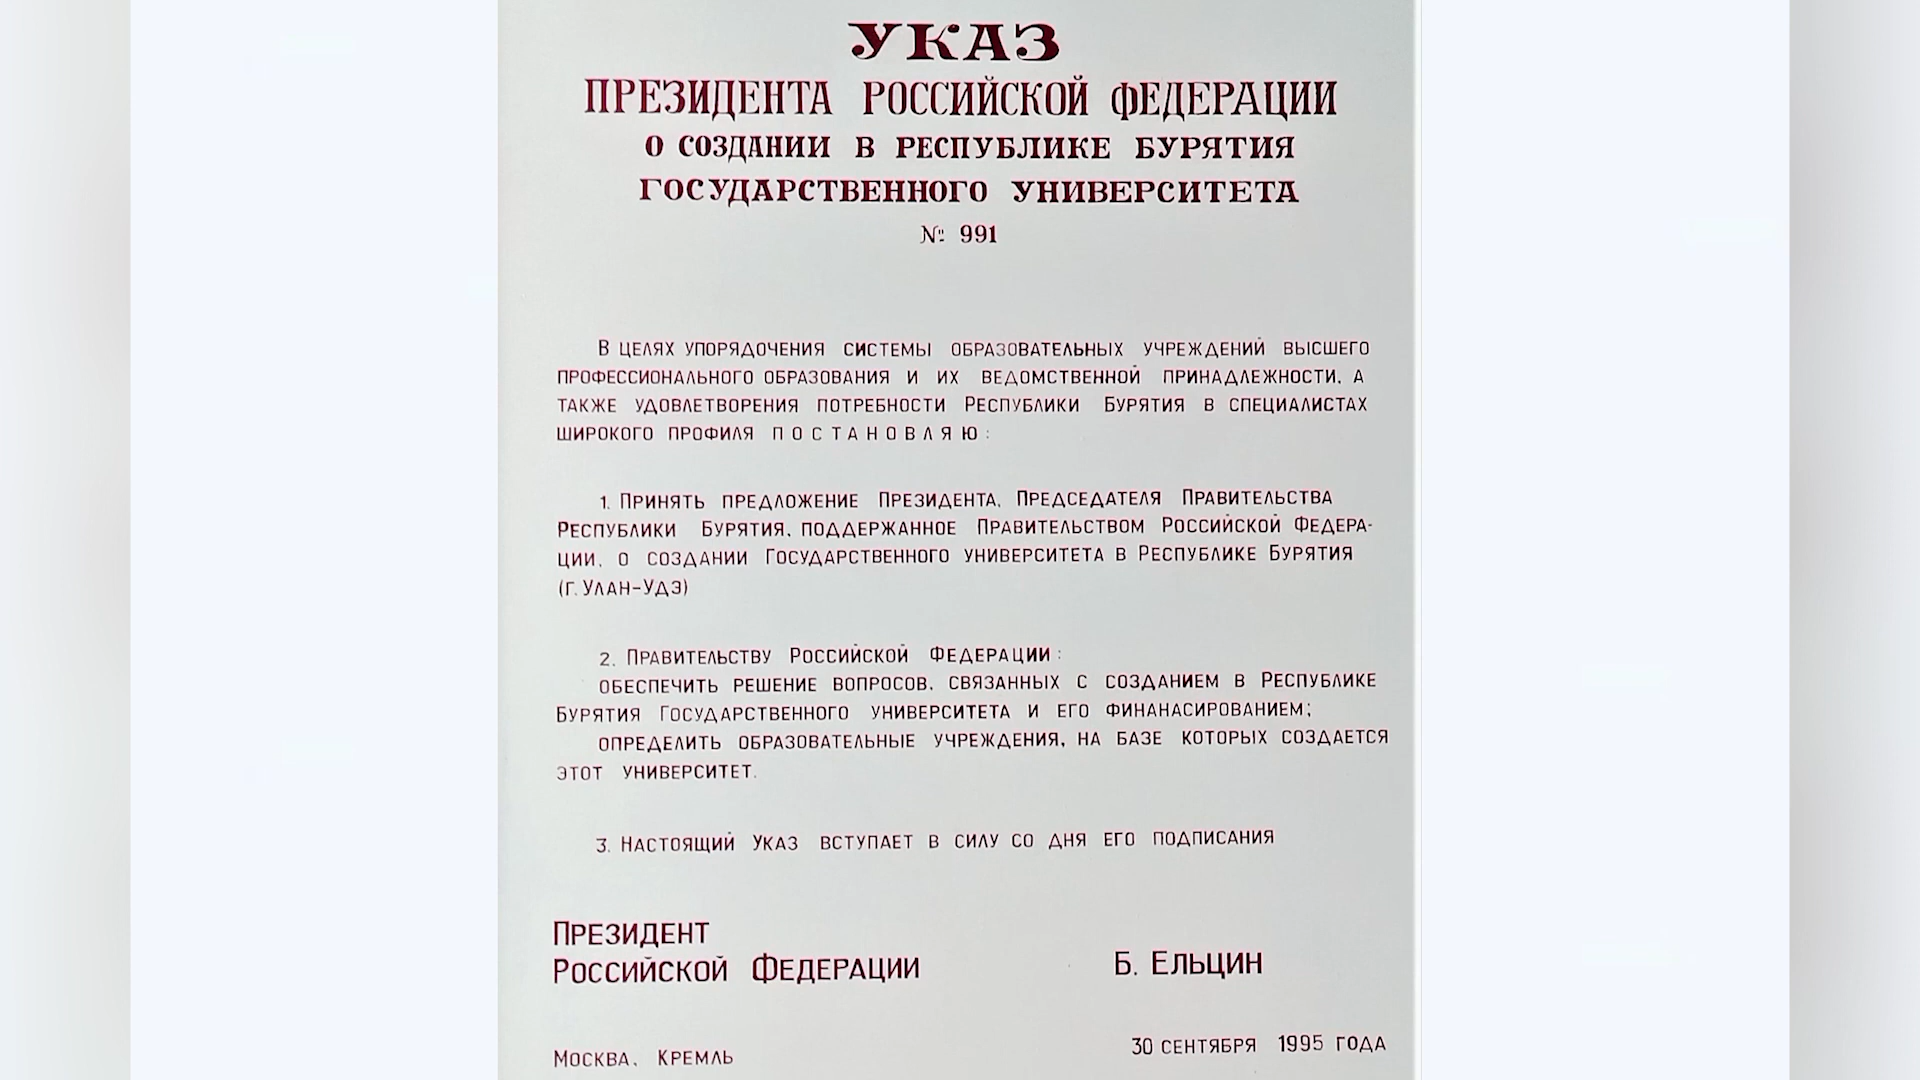 УКАЗ
ПРЕЗИДЕНТА РОССИЙСКОЙ ФЕДЕРАЦИИ
О СОЗДАНИИ В РЕСПУБЛИКЕ БУРЯТИЯ
ГОСУДАРСТВЕННОГО УНИВЕРСИТЕТА
№ 991
В ЦЕЛЯХ УПОРЯДОЧЕНИЯ СИСТЕМЫ ОБРАЗОВАТЕЛЬНЫХ УЧРЕЖДЕНИЙ ВЫСШЕГО
ПРОФЕССИОНАЛЬНОГО ОБРАЗОВАНИЯ И ИХ ВЕДОМСТВЕННОЙ ПРИНАДЛЕЖНОСТИ, А
ТАКЖЕ УДОВЛЕТВОРЕНИЯ ПОТРЕБНОСТИ РЕСПУБЛИКИ БУРЯТИЯ В СПЕЦИАЛИСТАХ
ШИРОКОГО ПРОФИЛЯ П О С Т А Н О В Л Я Ю :
1. ПРИНЯТЬ ПРЕДЛОЖЕНИЕ ПРЕЗИДЕНТА, ПРЕДСЕДАТЕЛЯ ПРАВИТЕЛЬСТВА
РЕСПУБЛИКИ БУРЯТИЯ, ПОДДЕРЖАННОЕ ПРАВИТЕЛЬСТВОМ РОССИЙСКОЙ ФЕДЕРА-
ЦИИ, О СОЗДАНИИ ГОСУДАРСТВЕННОГО УНИВЕРСИТЕТА В РЕСПУБЛИКЕ БУРЯТИЯ
(Г. УЛАН-УДЭ)
2. ПРАВИТЕЛЬСТВУ РОССИЙСКОЙ ФЕДЕРАЦИИ :
ОБЕСПЕЧИТЬ РЕШЕНИЕ ВОПРОСОВ, СВЯЗАННЫХ С СОЗДАНИЕМ В РЕСПУБЛИКЕ
БУРЯТИЯ ГОСУДАРСТВЕННОГО УНИВЕРСИТЕТА И ЕГО ФИНАНАСИРОВАНИЕМ;
ОПРЕДЕЛИТЬ ОБРАЗОВАТЕЛЬНЫЕ УЧРЕЖДЕНИЯ, НА БАЗЕ КОТОРЫХ СОЗДАЕТСЯ
ЭТОТ УНИВЕРСИТЕТ.
3. НАСТОЯЩИЙ УКАЗ ВСТУПАЕТ В СИЛУ СО ДНЯ ЕГО ПОДПИСАНИЯ
ПРЕЗИДЕНТ
РОССИЙСКОЙ ФЕДЕРАЦИИ Б. ЕЛЬЦИН
МОСКВА, КРЕМЛЬ 30 СЕНТЯБРЯ 1995 ГОДА